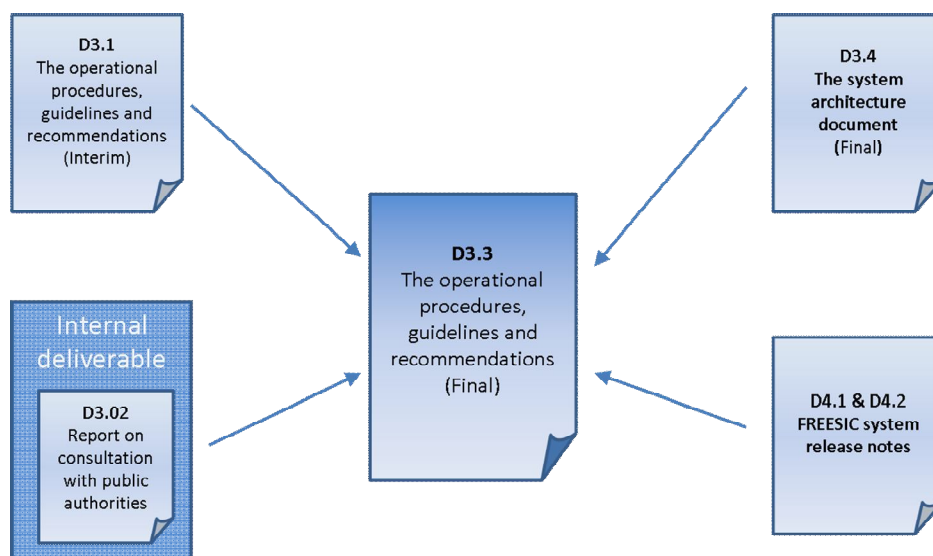 D3.1
The operational
procedures,
guidelines and
recommendations
(Interim)
D3.4
The system
architecture
document
(Final)
D3.3
The operational
procedures,
guidelines and
recommendations
(Final)
Internal
deliverable
D3.02
Report on
consultation
with public
authorities
D4.1 & D4.2
FREESIC system
release notes